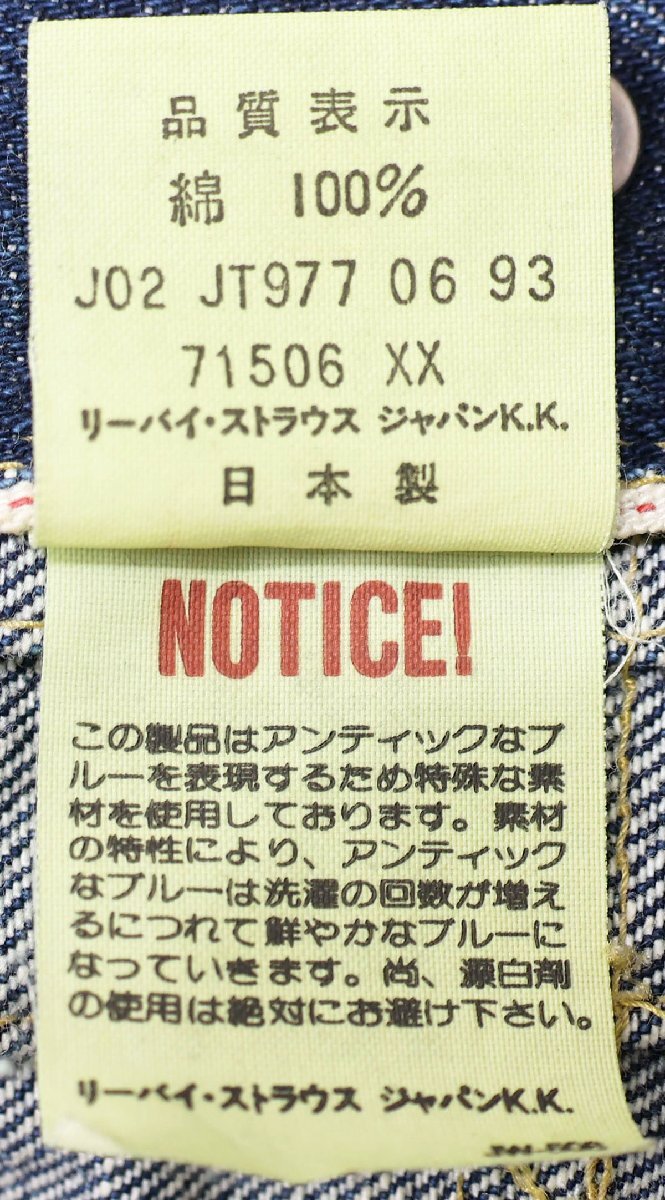 品質表示
綿 100%
J02 JT977 06 93
71506 XX
リーバイ・ストラウス ジャパンK.K.
日本製
NOTICE!
この製品はアンティックなブ
ルーを表現するため特殊な素
材を使用しております。素材
の特性により、アンティック
なブルーは洗濯の回数が増え
るにつれて鮮やかなブルーに
なっていきます。尚、源白剤
の使用は絶対にお避け下さい。
リーバイ・ストラウス ジャパンK.K.